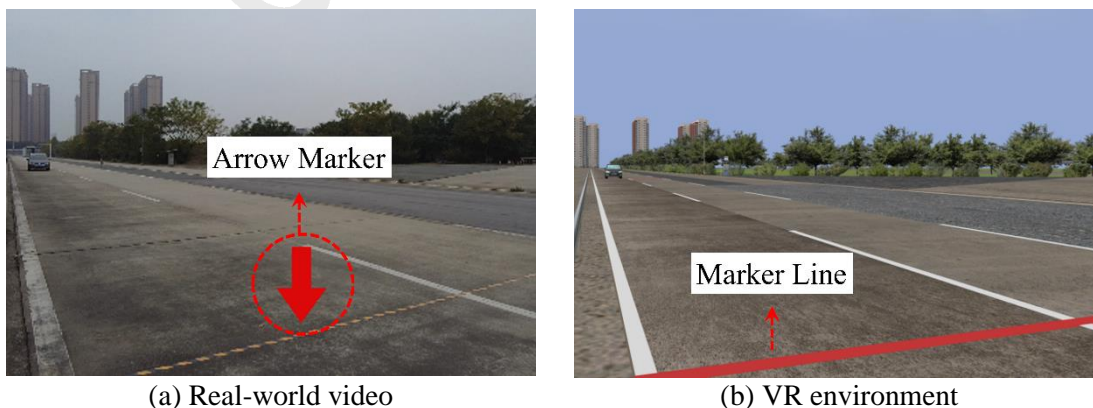 Arrow Marker
Marker Line
(a) Real-world video
(b) VR environment